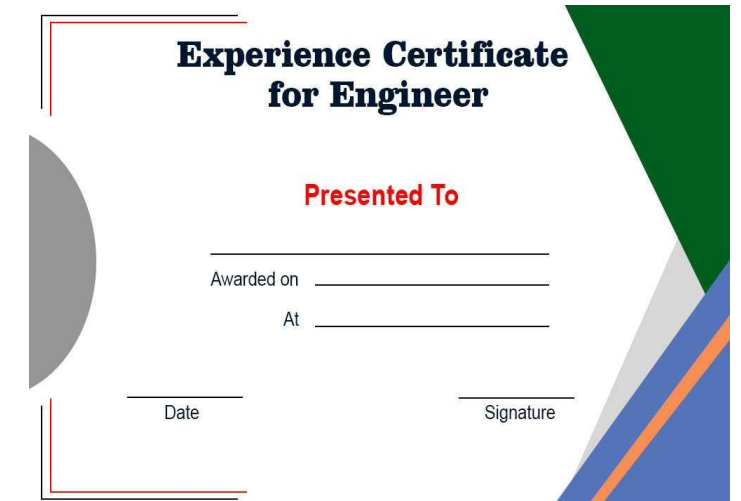 Experience Certificate
for Engineer
Presented To
Awarded on
At
Date
Signature